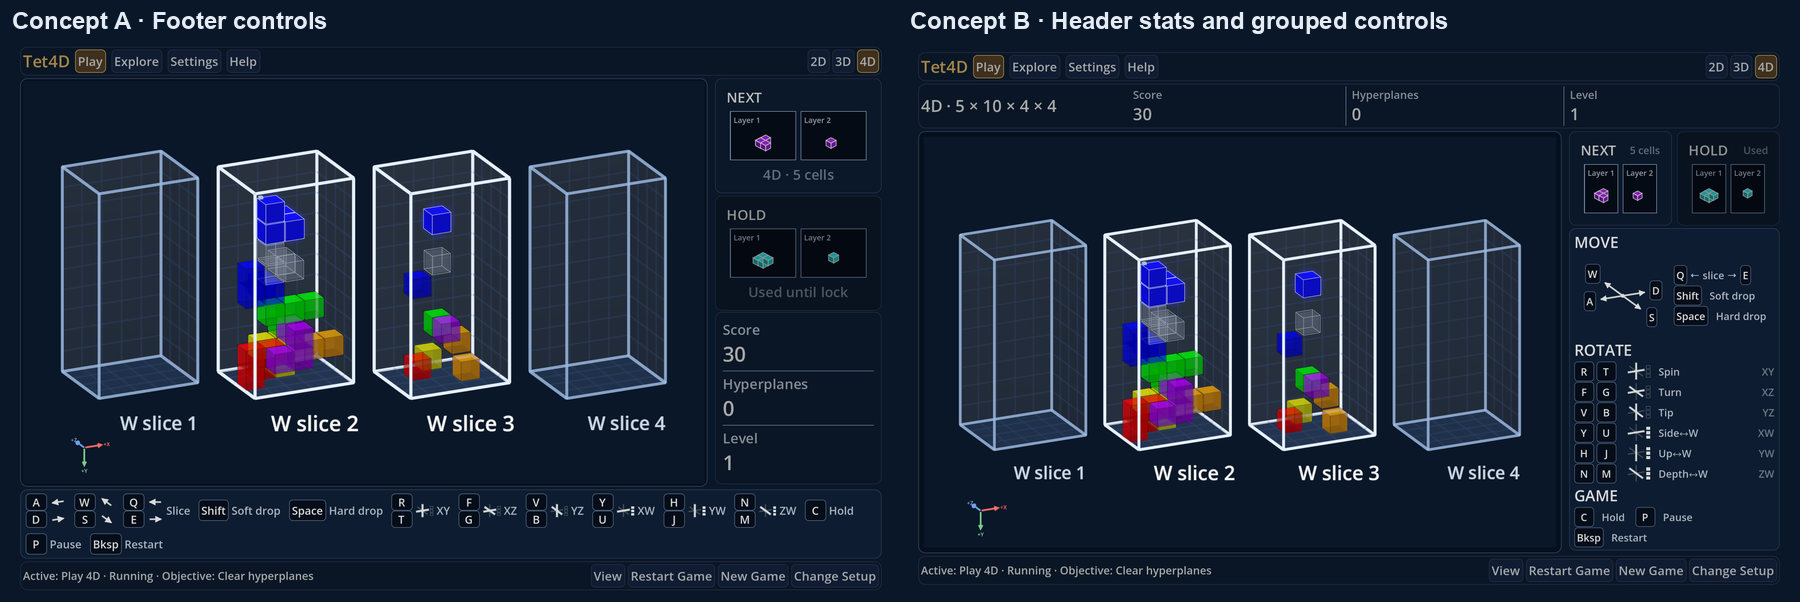 Concept A · Footer controls
Tet4D Play Explore Settings Help 2D 3D 4D
NEXT
Layer 1 Layer 2
4D · 5 cells
HOLD
Layer 1 Layer 2
Used until lock
Score
30
Hyperplanes
0
Level
1
W slice 1 W slice 2 W slice 3 W slice 4
A W Q R F V Y H N
D S E Slice Shift Soft drop Space Hard drop T XY G XZ B YZ U XW J YW M ZW C Hold
P Pause Bksp Restart
Active: Play 4D · Running · Objective: Clear hyperplanes View Restart Game New Game Change Setup
Concept B · Header stats and grouped controls
Tet4D Play Explore Settings Help 2D 3D 4D
4D · 5 × 10 × 4 × 4
Score
30
Hyperplanes
0
Level
1
NEXT 5 cells
Layer 1 Layer 2
HOLD Used
Layer 1 Layer 2
W slice 1 W slice 2 W slice 3 W slice 4
MOVE
W A D S
Q ← slice → E
Shift Soft drop
Space Hard drop
ROTATE
R T Spin XY
F G Turn XZ
V B Tip YZ
Y U Side↔W XW
H J Up↔W YW
N M Depth↔W ZW
GAME
C Hold P Pause
Bksp Restart
Active: Play 4D · Running · Objective: Clear hyperplanes View Restart Game New Game Change Setup